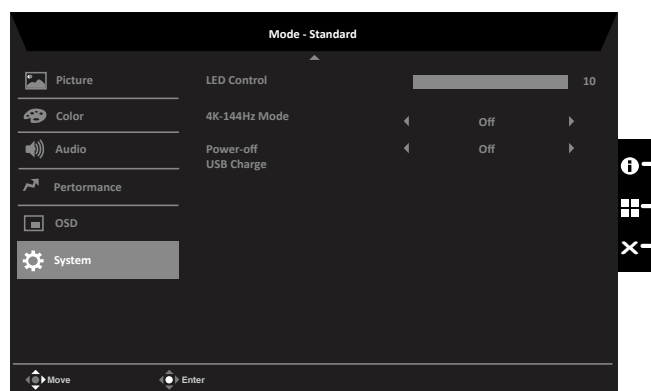 Mode - Standard
Picture
LED Control 10
Color
4K-144Hz Mode Off
Audio
Power-off Off
USB Charge
Pertormance
OSD
System
Move Enter